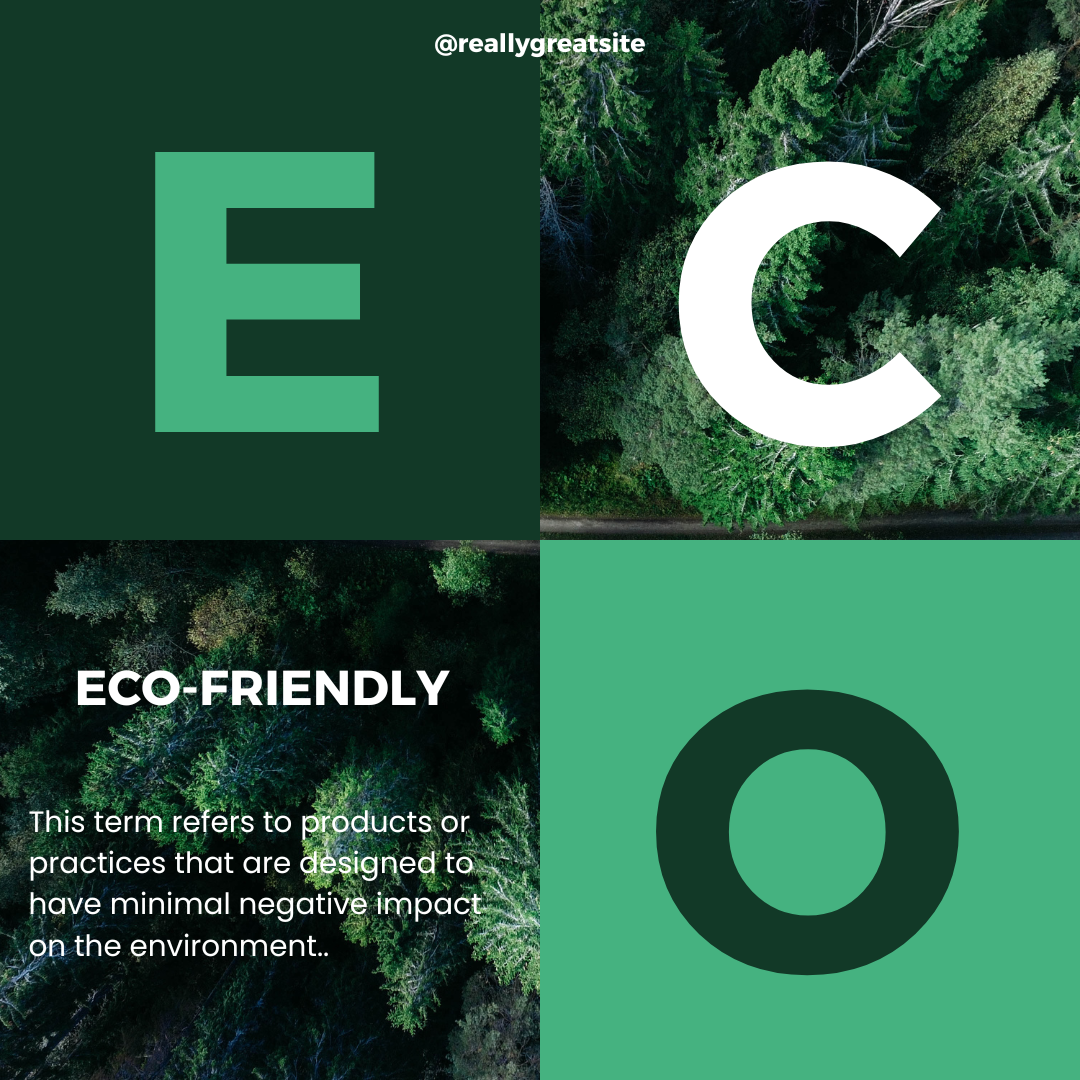 @reallygreatsite
E
C
ECO-FRIENDLY
This term refers to products or
practices that are designed to
have minimal negative impact
on the environment..
O